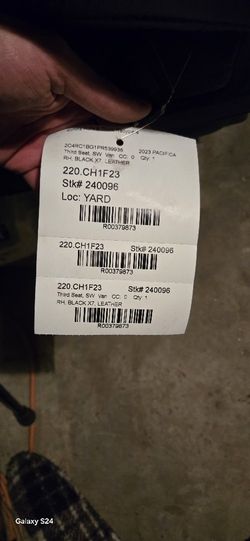 2C4RC1BG1PR539935 2023 PACIFICA
Third Seat, SW Van CC: 0 Qty: 1
RH, BLACK X7, LEATHER
220.CH1F23
Stk# 240096
Loc: YARD
R00379873
220.CH1F23 Stk# 240096
R00379873
220.CH1F23 Stk# 240096
Third Seat, SW Van CC: 0 Qty: 1
RH, BLACK X7, LEATHER
R00379873
Galaxy S24